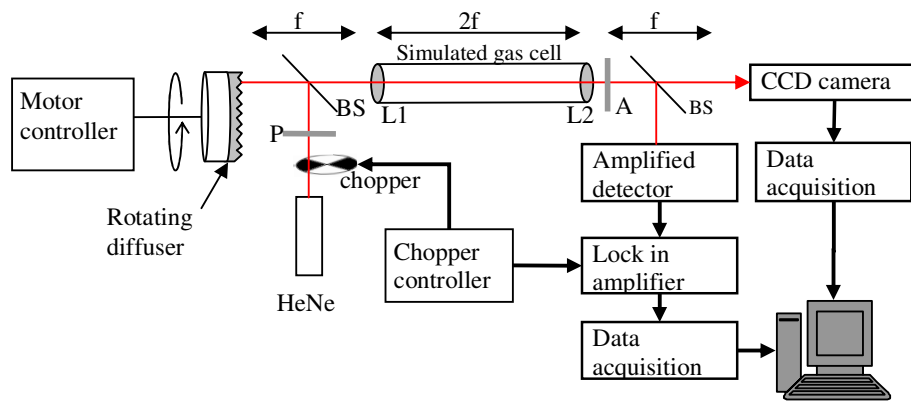 f
2f
f
Simulated gas cell
Motor
controller
BS
L1
L2
A
BS
CCD camera
P
chopper
Amplified
detector
Data
acquisition
Rotating
diffuser
HeNe
Chopper
controller
Lock in
amplifier
Data
acquisition